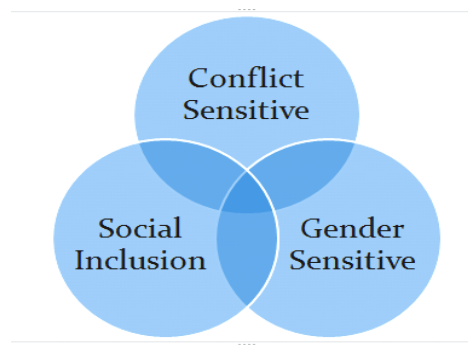 Conflict
Sensitive
Social
Inclusion
Gender
Sensitive